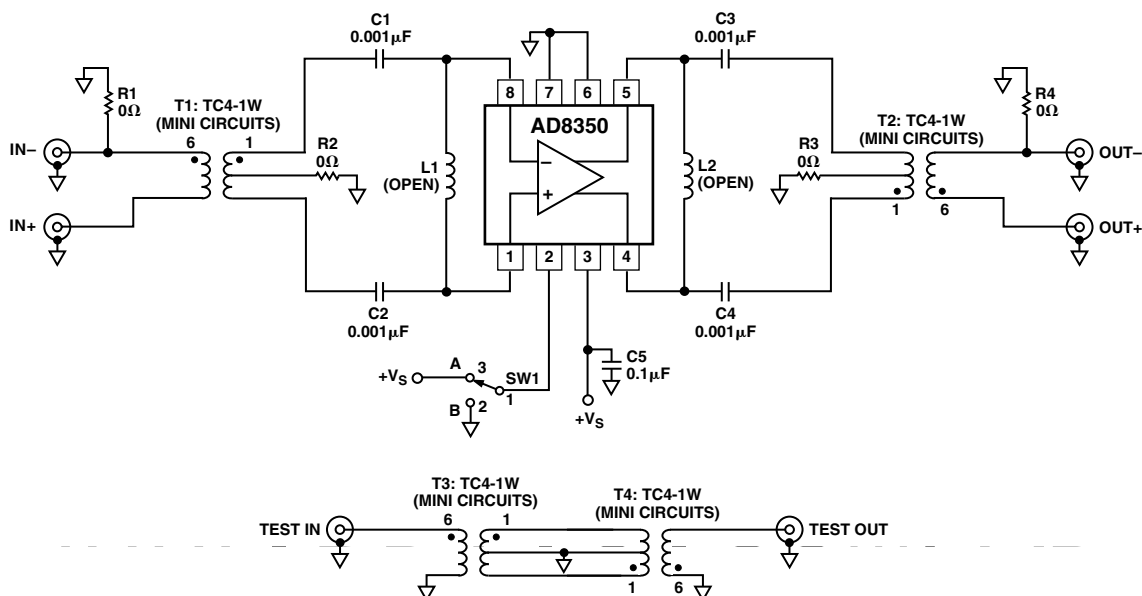 C1
0.001μF
C3
0.001μF
R1
0Ω
T1: TC4-1W
(MINI CIRCUITS)
6
1
IN–
IN+
R2
0Ω
L1
(OPEN)
8
7
6
5
AD8350
–
+
1
2
3
4
L2
(OPEN)
R3
0Ω
T2: TC4-1W
(MINI CIRCUITS)
1
6
R4
0Ω
OUT–
OUT+
C2
0.001μF
C4
0.001μF
C5
0.1μF
+VS
A
3
SW1
1
B
2
+VS
T3: TC4-1W
(MINI CIRCUITS)
6
1
T4: TC4-1W
(MINI CIRCUITS)
1
6
TEST IN
TEST OUT